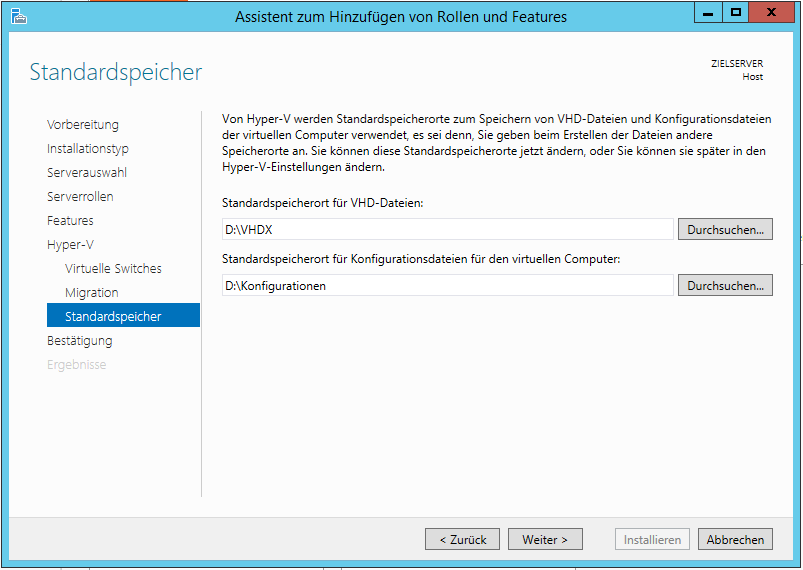 Assistent zum Hinzufügen von Rollen und Features
Standardspeicher
ZIELSERVER
Host
Vorbereitung
Installationstyp
Serverauswahl
Serverrollen
Features
Hyper-V
Virtuelle Switches
Migration
Standardspeicher
Bestätigung
Ergebnisse
Von Hyper-V werden Standardspeicherorte zum Speichern von VHD-Dateien und Konfigurationsdateien
der virtuellen Computer verwendet, es sei denn, Sie geben beim Erstellen der Dateien andere
Speicherorte an. Sie können diese Standardspeicherorte jetzt ändern, oder Sie können sie später in den
Hyper-V-Einstellungen ändern.
Standardspeicherort für VHD-Dateien:
D:\VHDX
Durchsuchen...
Standardspeicherort für Konfigurationsdateien für den virtuellen Computer:
D:\Konfigurationen
Durchsuchen...
< Zurück
Weiter >
Installieren
Abbrechen